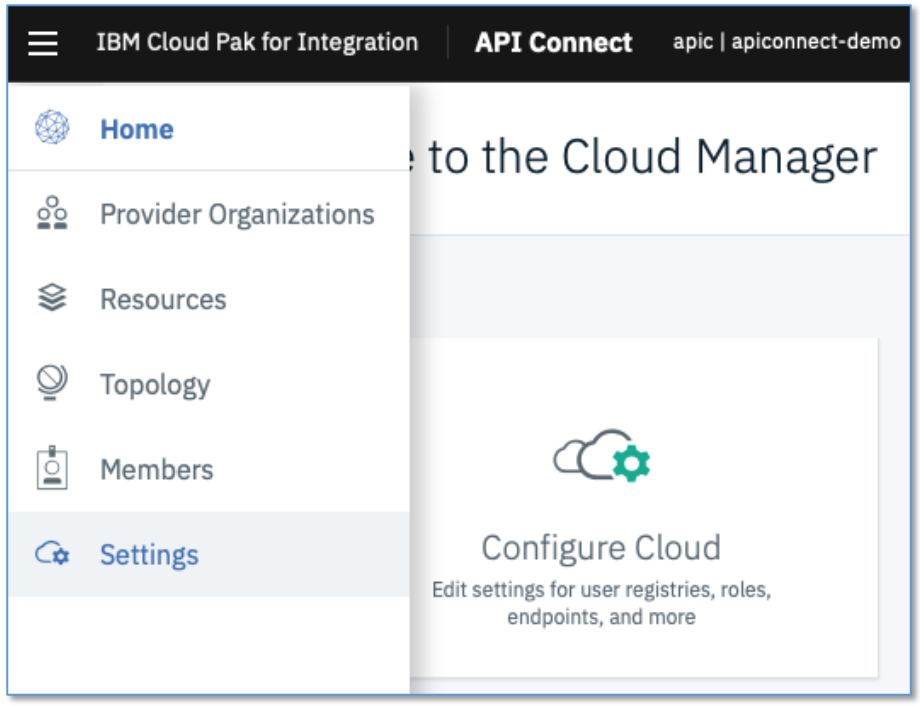 IBM Cloud Pak for Integration API Connect apic | apiconnect-demo
Home
Provider Organizations
Resources
Topology
Members
Settings
to the Cloud Manager
Configure Cloud
Edit settings for user registries, roles,
endpoints, and more